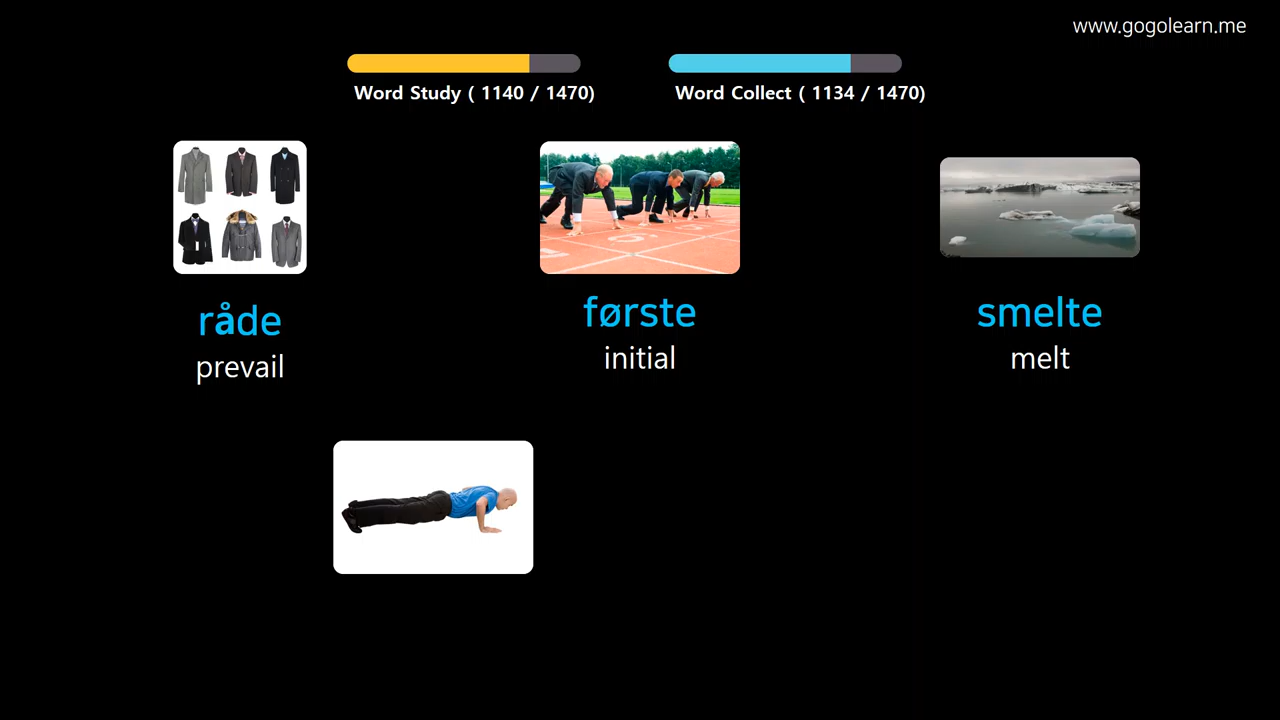 www.gogolearn.me
Word Study ( 1140 / 1470)
Word Collect ( 1134 / 1470)
råde
prevail
første
initial
smelte
melt